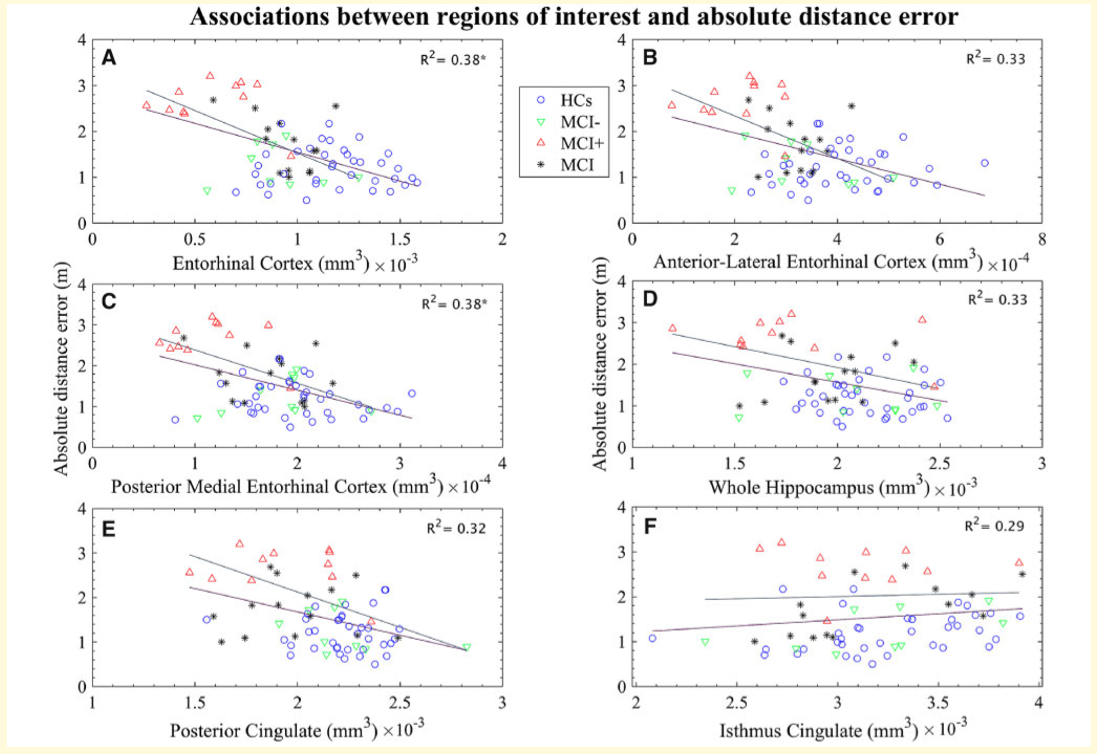 Associations between regions of interest and absolute distance error
A
R²= 0.38*
4
3
2
1
0
0 0.5 1 1.5 2
Entorhinal Cortex (mm³) ×10⁻³
HCs
MCI-
MCI+
MCI
B
R²= 0.33
4
3
2
1
0
0 2 4 6 8
Anterior-Lateral Entorhinal Cortex (mm³) ×10⁻⁴
Absolute distance error (m)
C
R²= 0.38*
4
3
2
1
0
0 1 2 3 4
Posterior Medial Entorhinal Cortex (mm³) ×10⁻⁴
Absolute distance error (m)
D
R²= 0.33
4
3
2
1
0
1 1.5 2 2.5 3
Whole Hippocampus (mm³) ×10⁻³
E
R²= 0.32
4
3
2
1
0
1 1.5 2 2.5 3
Posterior Cingulate (mm³) ×10⁻³
F
R²= 0.29
4
3
2
1
0
2 2.5 3 3.5 4
Isthmus Cingulate (mm³) ×10⁻³